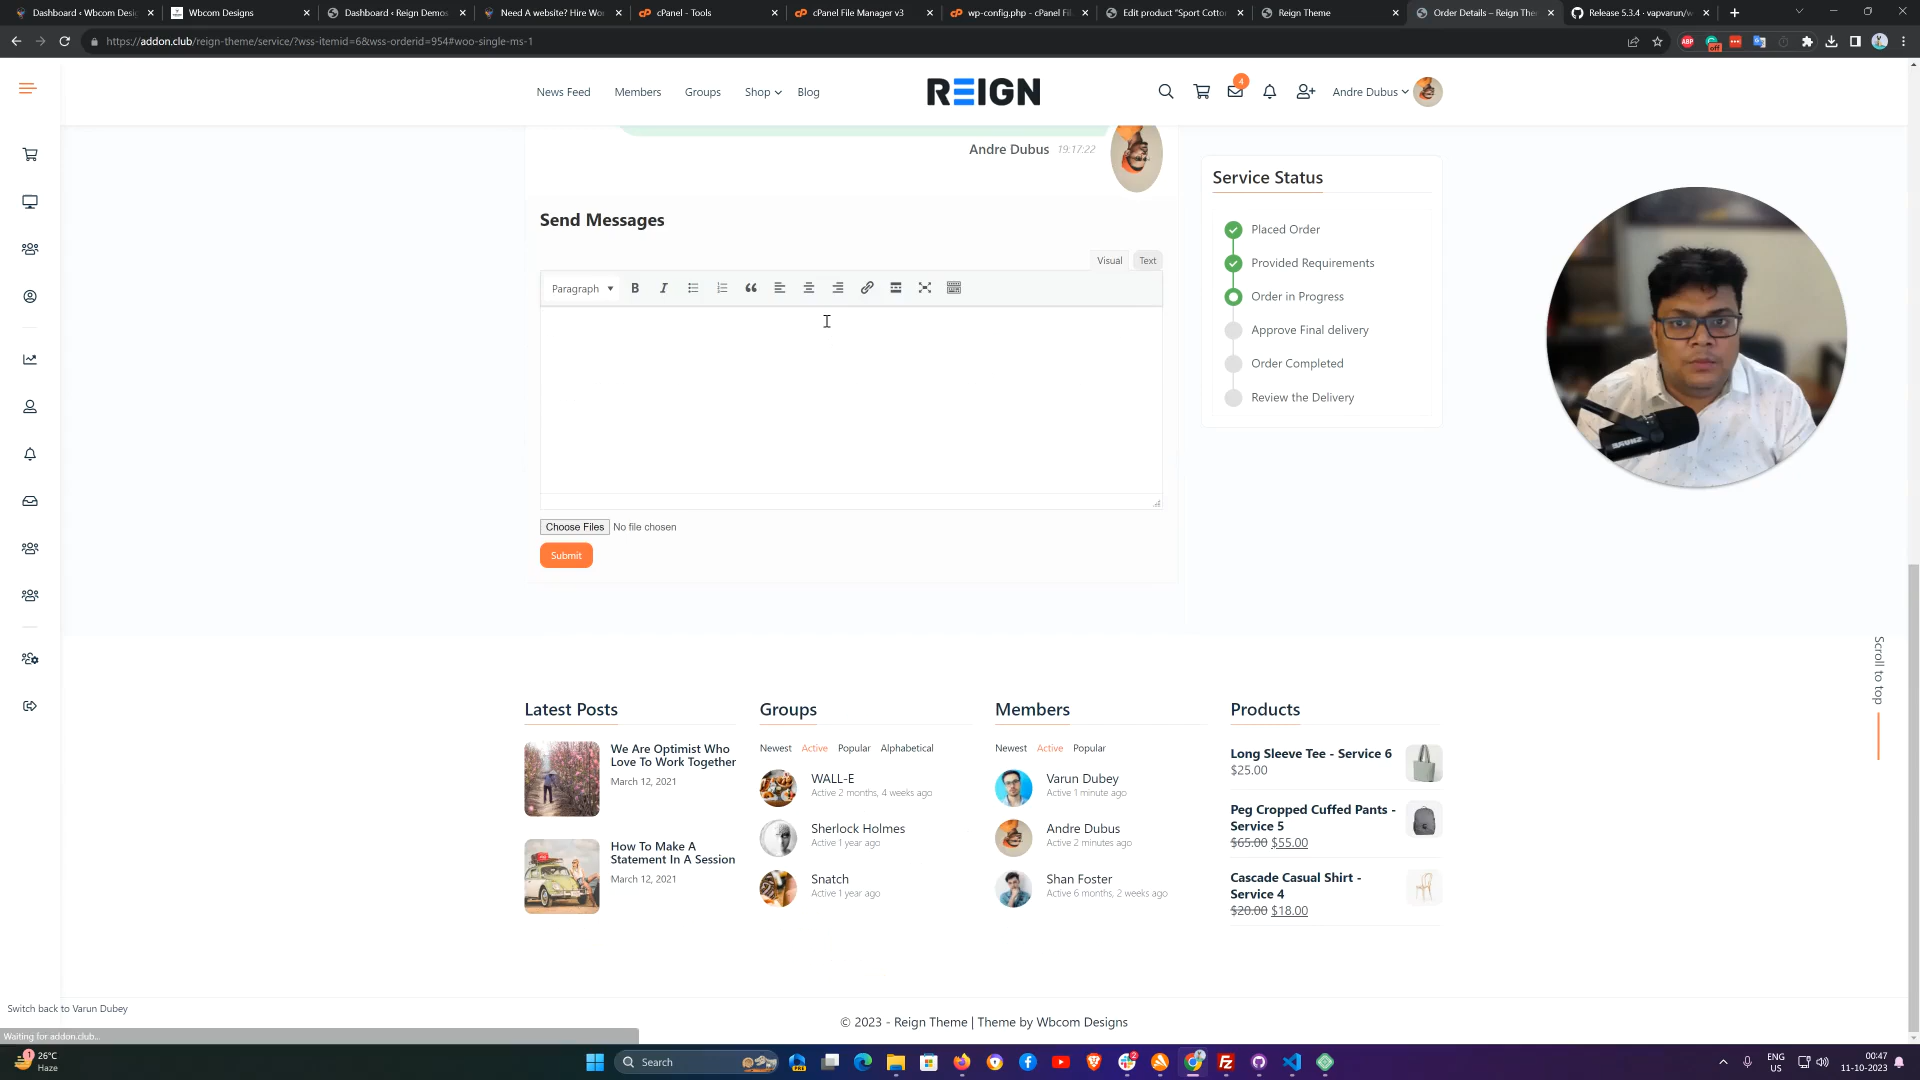 Dashboard ‹ Wbcom Desi
Wbcom Designs
Dashboard ‹ Reign Demos
Need A website? Hire Wo
cPanel - Tools
cPanel File Manager v3
wp-config.php - cPanel Fil
Edit product "Sport Cotto
Reign Theme
Order Details – Reign The
Release 5.3.4 · vapvarun/w
https://addon.club/reign-theme/service/?wss-itemid=6&wss-orderid=954#woo-single-ms-1
ABP
off
News Feed
Members
Groups
Shop
Blog
REIGN
4
Andre Dubus
Andre Dubus 19:17:22
Service Status
Placed Order
Provided Requirements
Order in Progress
Approve Final delivery
Order Completed
Review the Delivery
Send Messages
Visual
Text
Paragraph
Choose Files No file chosen
Submit
Scroll to top
Latest Posts
We Are Optimist Who
Love To Work Together
March 12, 2021
How To Make A
Statement In A Session
March 12, 2021
Groups
Newest Active Popular Alphabetical
WALL-E
Active 2 months, 4 weeks ago
Sherlock Holmes
Active 1 year ago
Snatch
Active 1 year ago
Members
Newest Active Popular
Varun Dubey
Active 1 minute ago
Andre Dubus
Active 2 minutes ago
Shan Foster
Active 6 months, 2 weeks ago
Products
Long Sleeve Tee - Service 6
$25.00
Peg Cropped Cuffed Pants -
Service 5
$65.00 $55.00
Cascade Casual Shirt -
Service 4
$20.00 $18.00
Switch back to Varun Dubey
© 2023 - Reign Theme | Theme by Wbcom Designs
Waiting for addon.club...
1
26°C
Haze
Search
ENG
US
00:47
11-10-2023